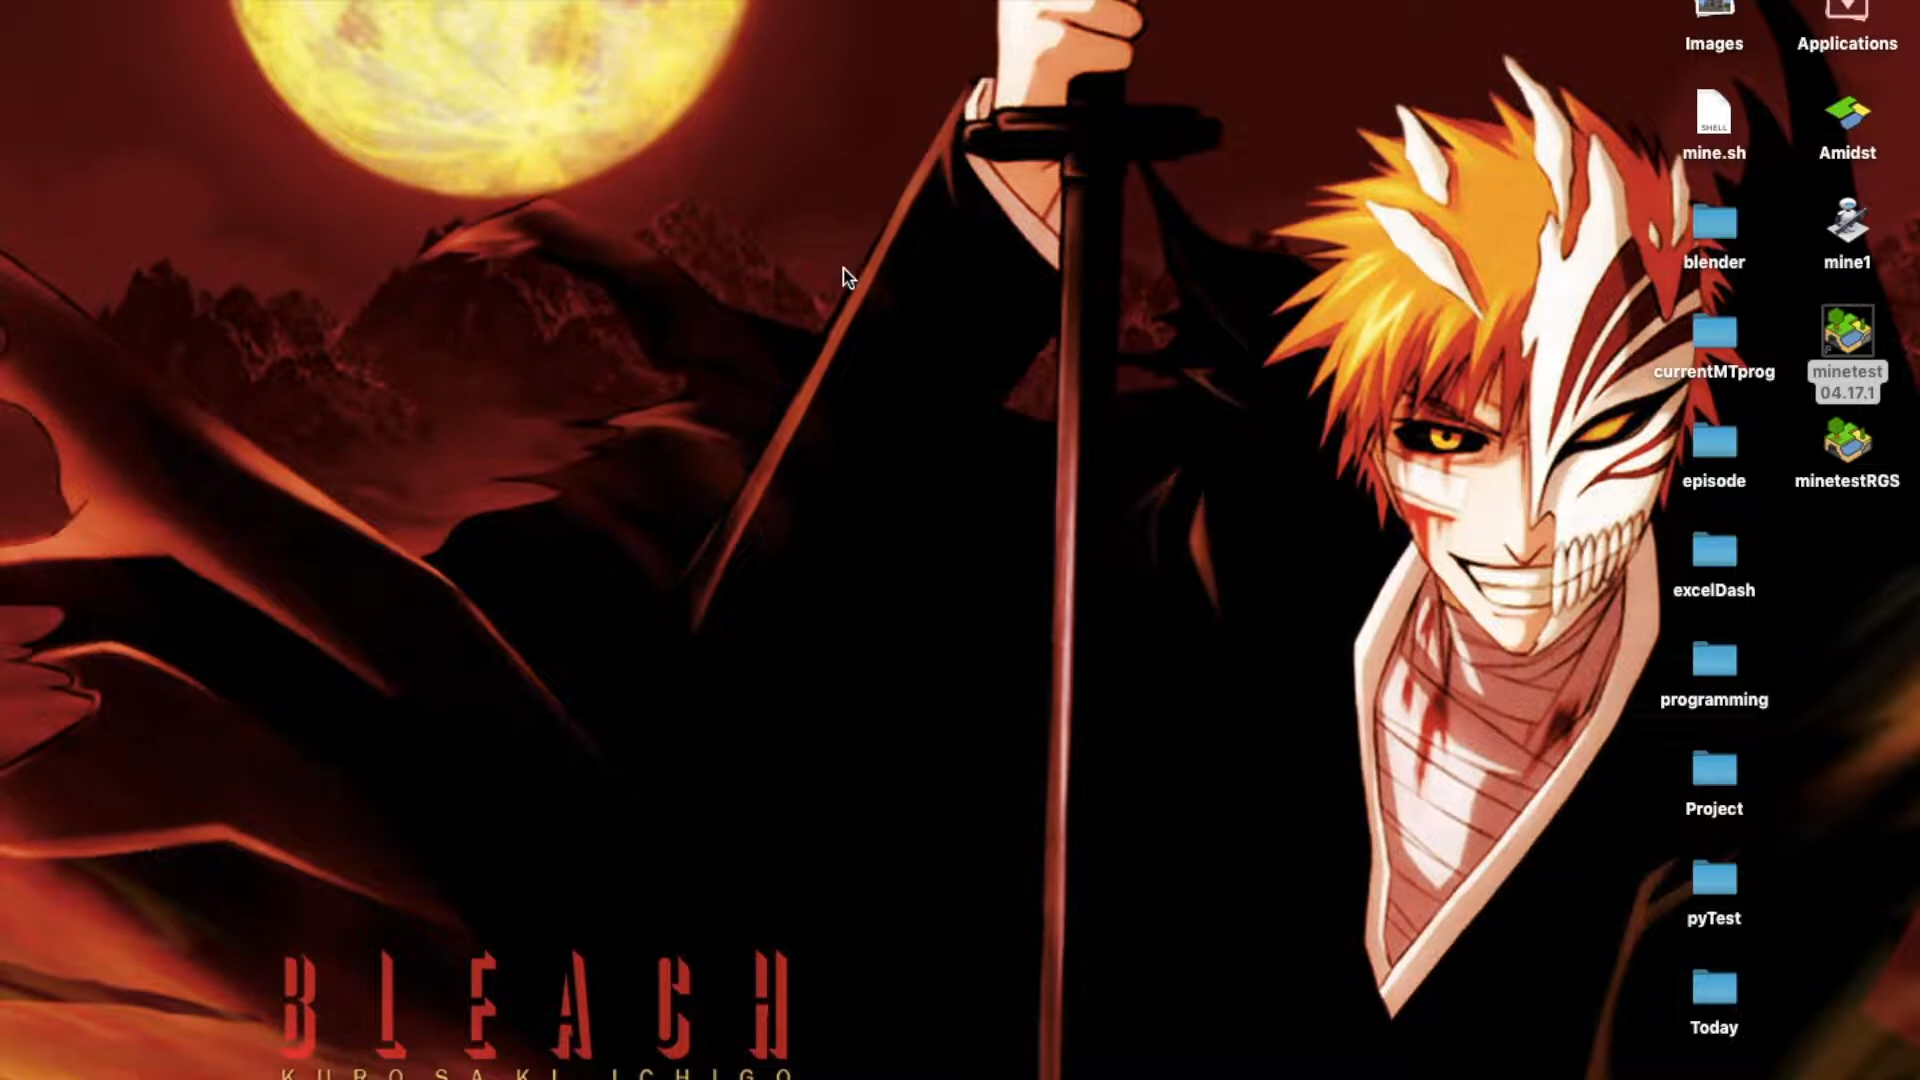 Images
Applications
SHELL
mine.sh
Amidst
blender
mine1
currentMTprog
minetest
04.17.1
episode
minetestRGS
excelDash
programming
Project
pyTest
Today
BLEACH
KUROSAKI ICHIGO